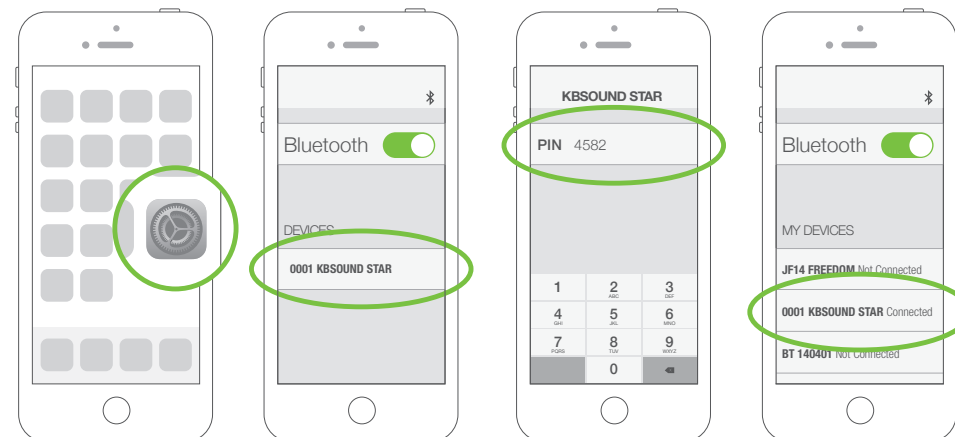 Bluetooth
DEVICES
0001 KBSOUND STAR
KBSOUND STAR
PIN 4582
1 2 3
ABC DEF
4 5 6
GHI JKL MNO
7 8 9
PQRS TUV WXYZ
0
Bluetooth
MY DEVICES
JF14 FREEDOM Not Connected
0001 KBSOUND STAR Connected
BT 140401 Not Connected